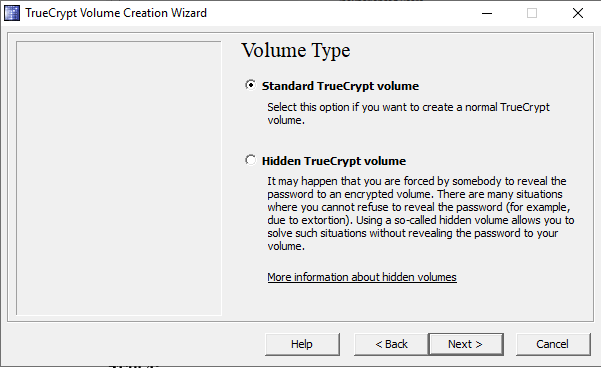 TrueCrypt Volume Creation Wizard
Volume Type
Standard TrueCrypt volume
Select this option if you want to create a normal TrueCrypt
volume.
Hidden TrueCrypt volume
It may happen that you are forced by somebody to reveal the
password to an encrypted volume. There are many situations
where you cannot refuse to reveal the password (for example,
due to extortion). Using a so-called hidden volume allows you to
solve such situations without revealing the password to your
volume.
More information about hidden volumes
Help
< Back
Next >
Cancel